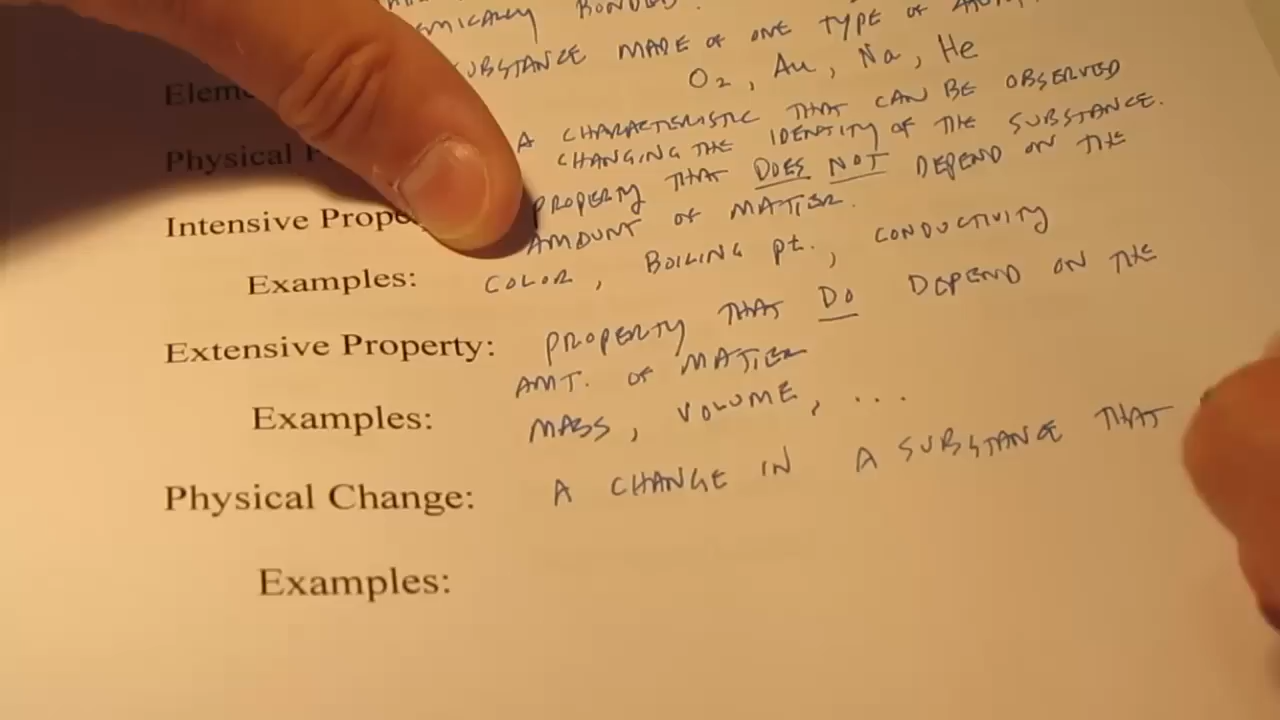 EMICALLY BONDED.
SUBSTANCE MADE OF ONE TYPE OF
O2, Au, Na, He
Physical
A CHARACTERISTIC THAT CAN BE OBSERVED
CHANGING THE IDENTITY OF THE SUBSTANCE.
Intensive Prope
PROPERTY THAT DOES NOT DEPEND ON THE
AMOUNT OF MATTER.
Examples: COLOR, BOILING pt., CONDUCTIVITY
Extensive Property: PROPERTY THAT DO DEPEND ON THE
AMT. OF MATTER
Examples: MASS, VOLUME, ...
Physical Change: A CHANGE IN A SUBSTANCE THAT
Examples: